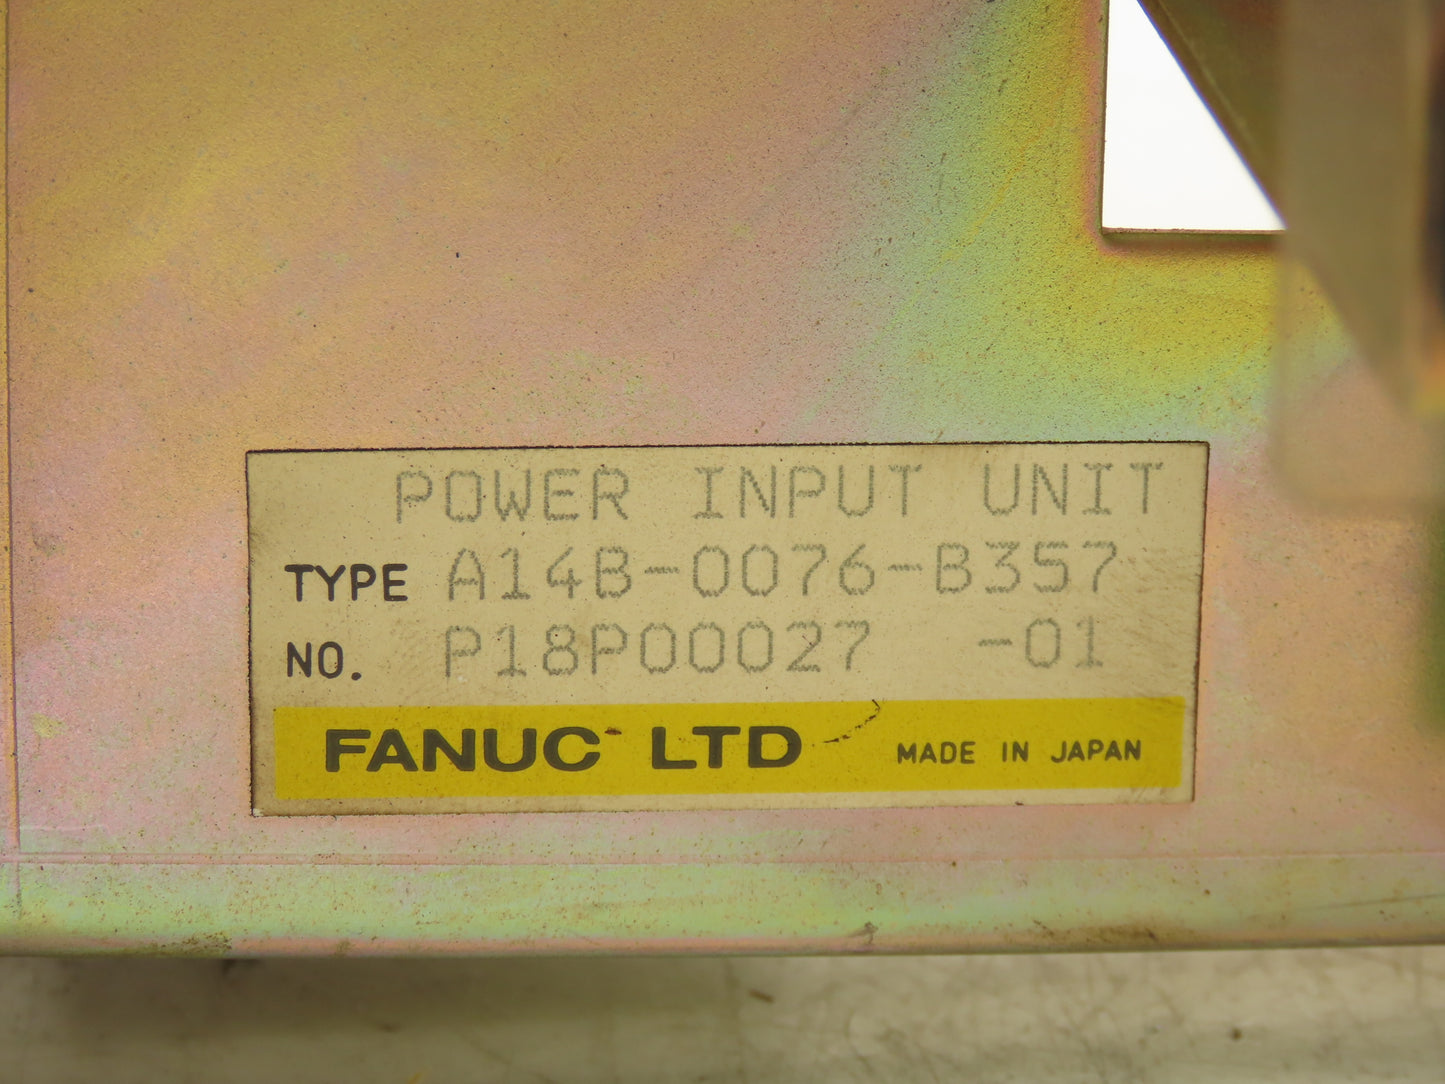 POWER INPUT UNIT
TYPE A14B-0076-B357
NO. P18P00027 -01
FANUC LTD MADE IN JAPAN